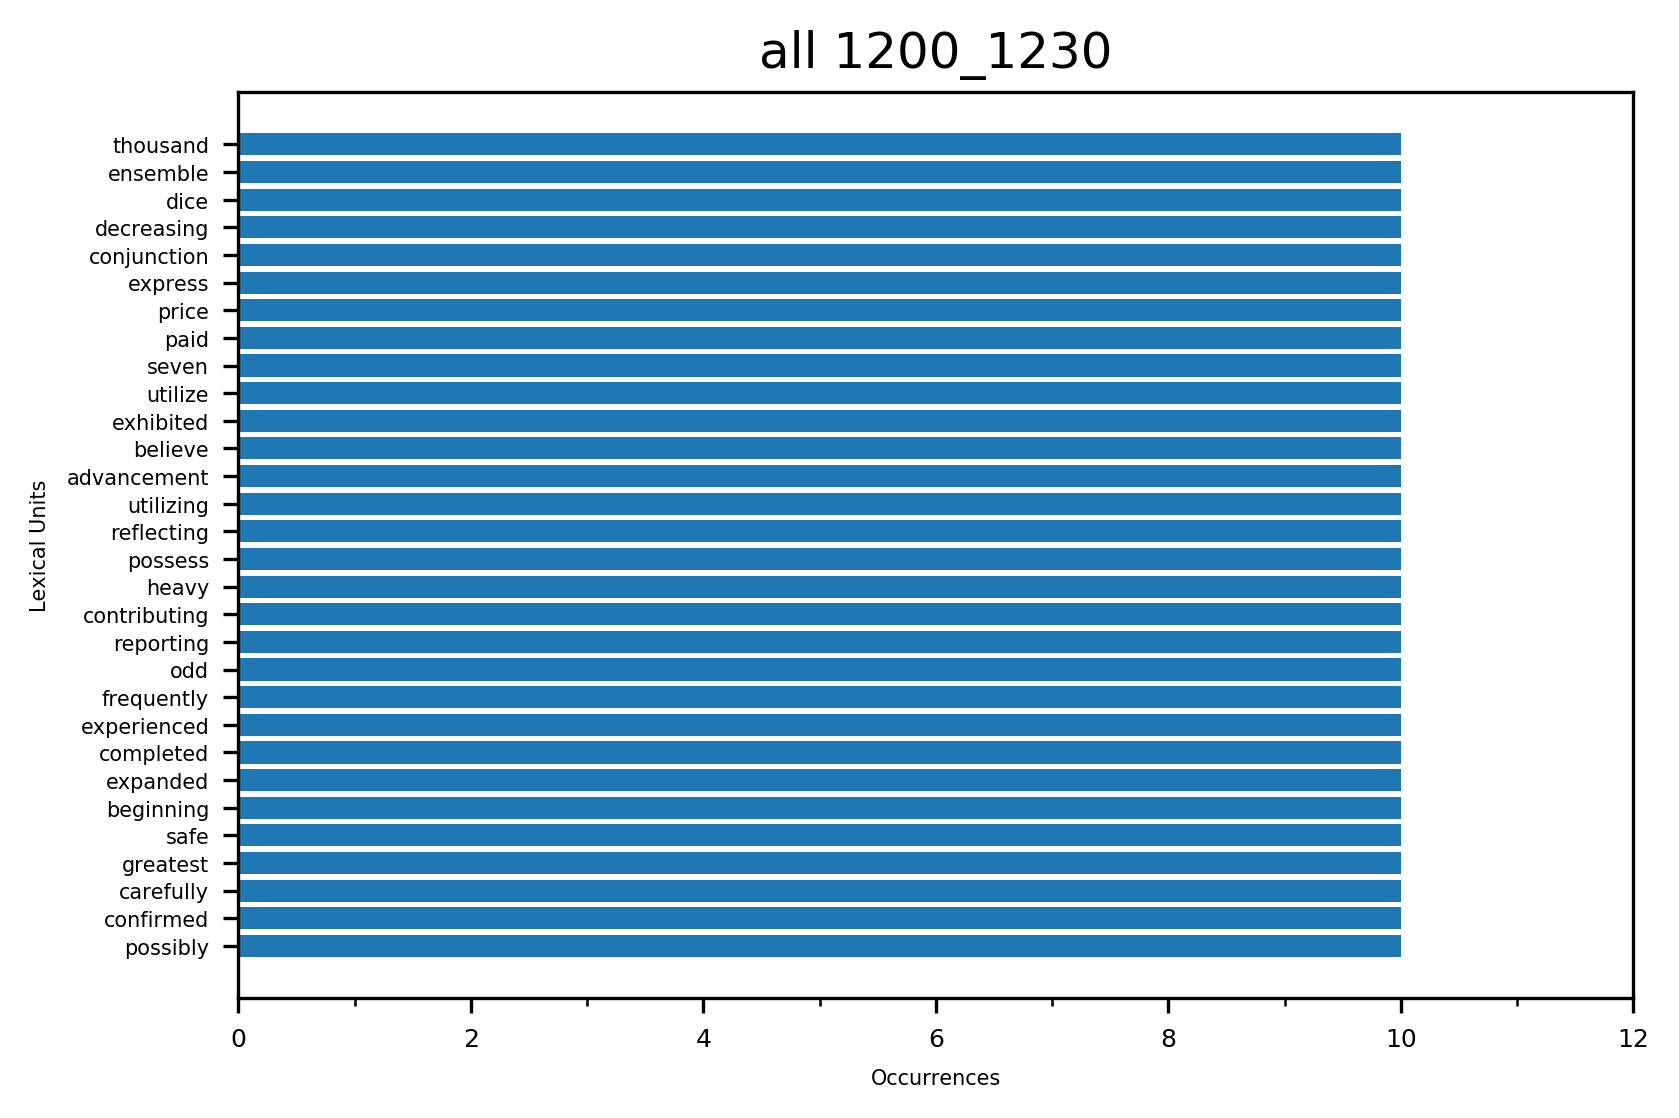 all 1200_1230
thousand
ensemble
dice
decreasing
conjunction
express
price
paid
seven
utilize
exhibited
believe
advancement
utilizing
reflecting
possess
heavy
contributing
reporting
odd
frequently
experienced
completed
expanded
beginning
safe
greatest
carefully
confirmed
possibly
Lexical Units
0 2 4 6 8 10 12
Occurrences